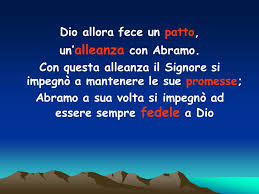 Dio allora fece un patto,
un'alleanza con Abramo.
Con questa alleanza il Signore si
impegnò a mantenere le sue promesse;
Abramo a sua volta si impegnò ad
essere sempre fedele a Dio